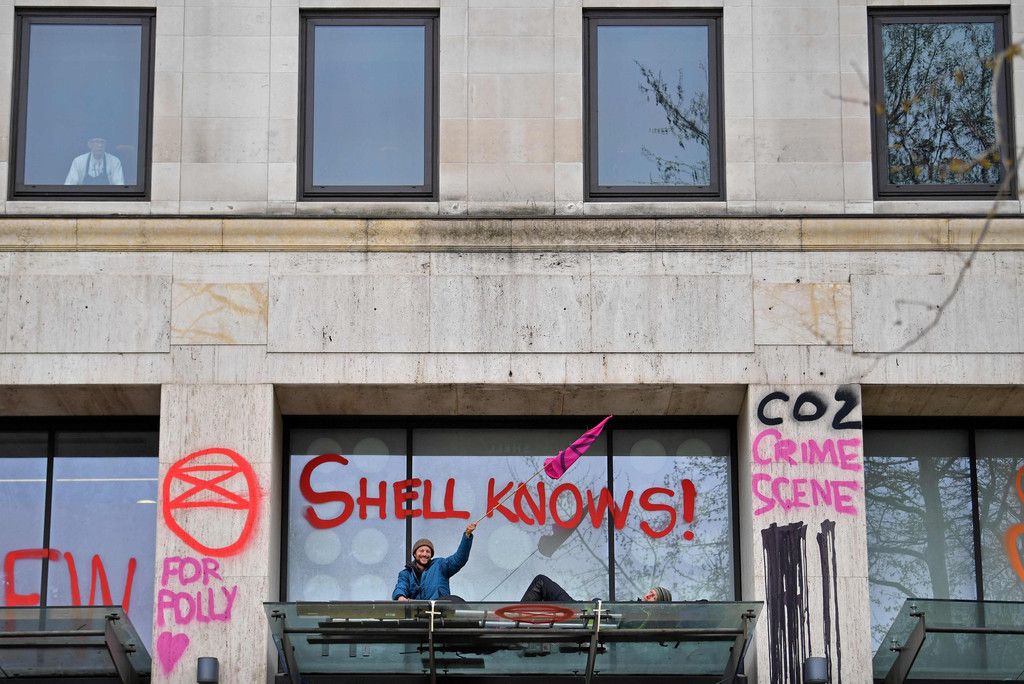 CO2
CRIME
SCENE
SHELL KNOWS!
FOR
POLLY